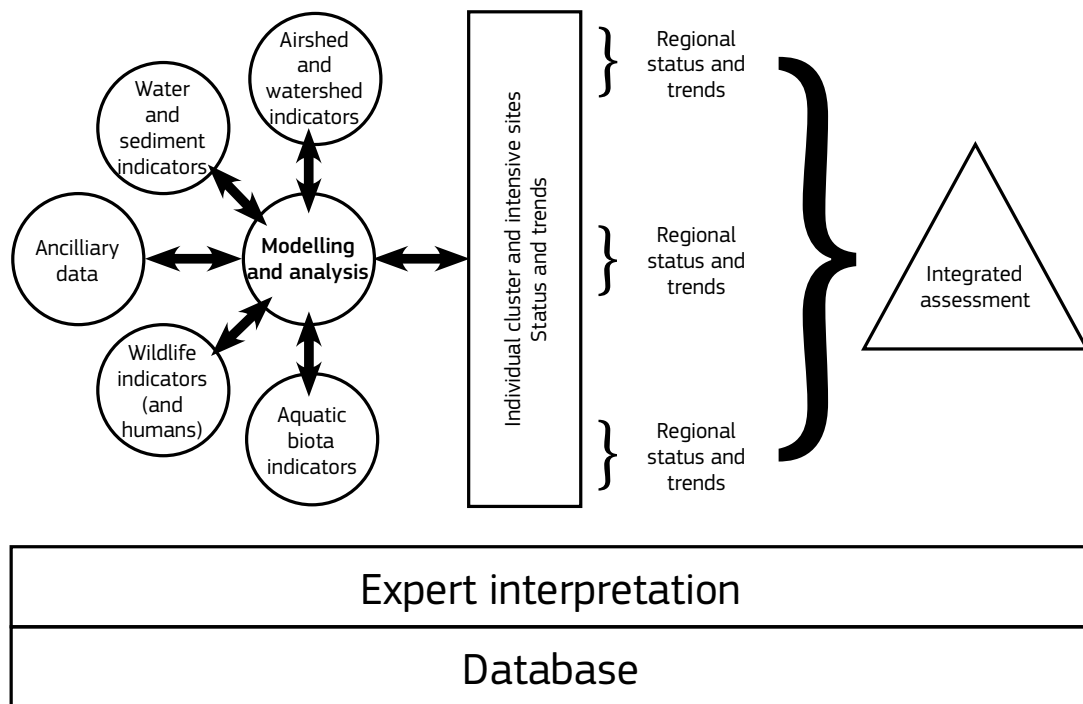 Airshed
and
watershed
indicators
Water
and
sediment
indicators
Ancilliary
data
Modelling
and analysis
Wildlife
indicators
(and
humans)
Aquatic
biota
indicators
Individual cluster and intensive sites
Status and trends
Regional
status and
trends
Regional
status and
trends
Regional
status and
trends
Integrated
assessment
Expert interpretation
Database